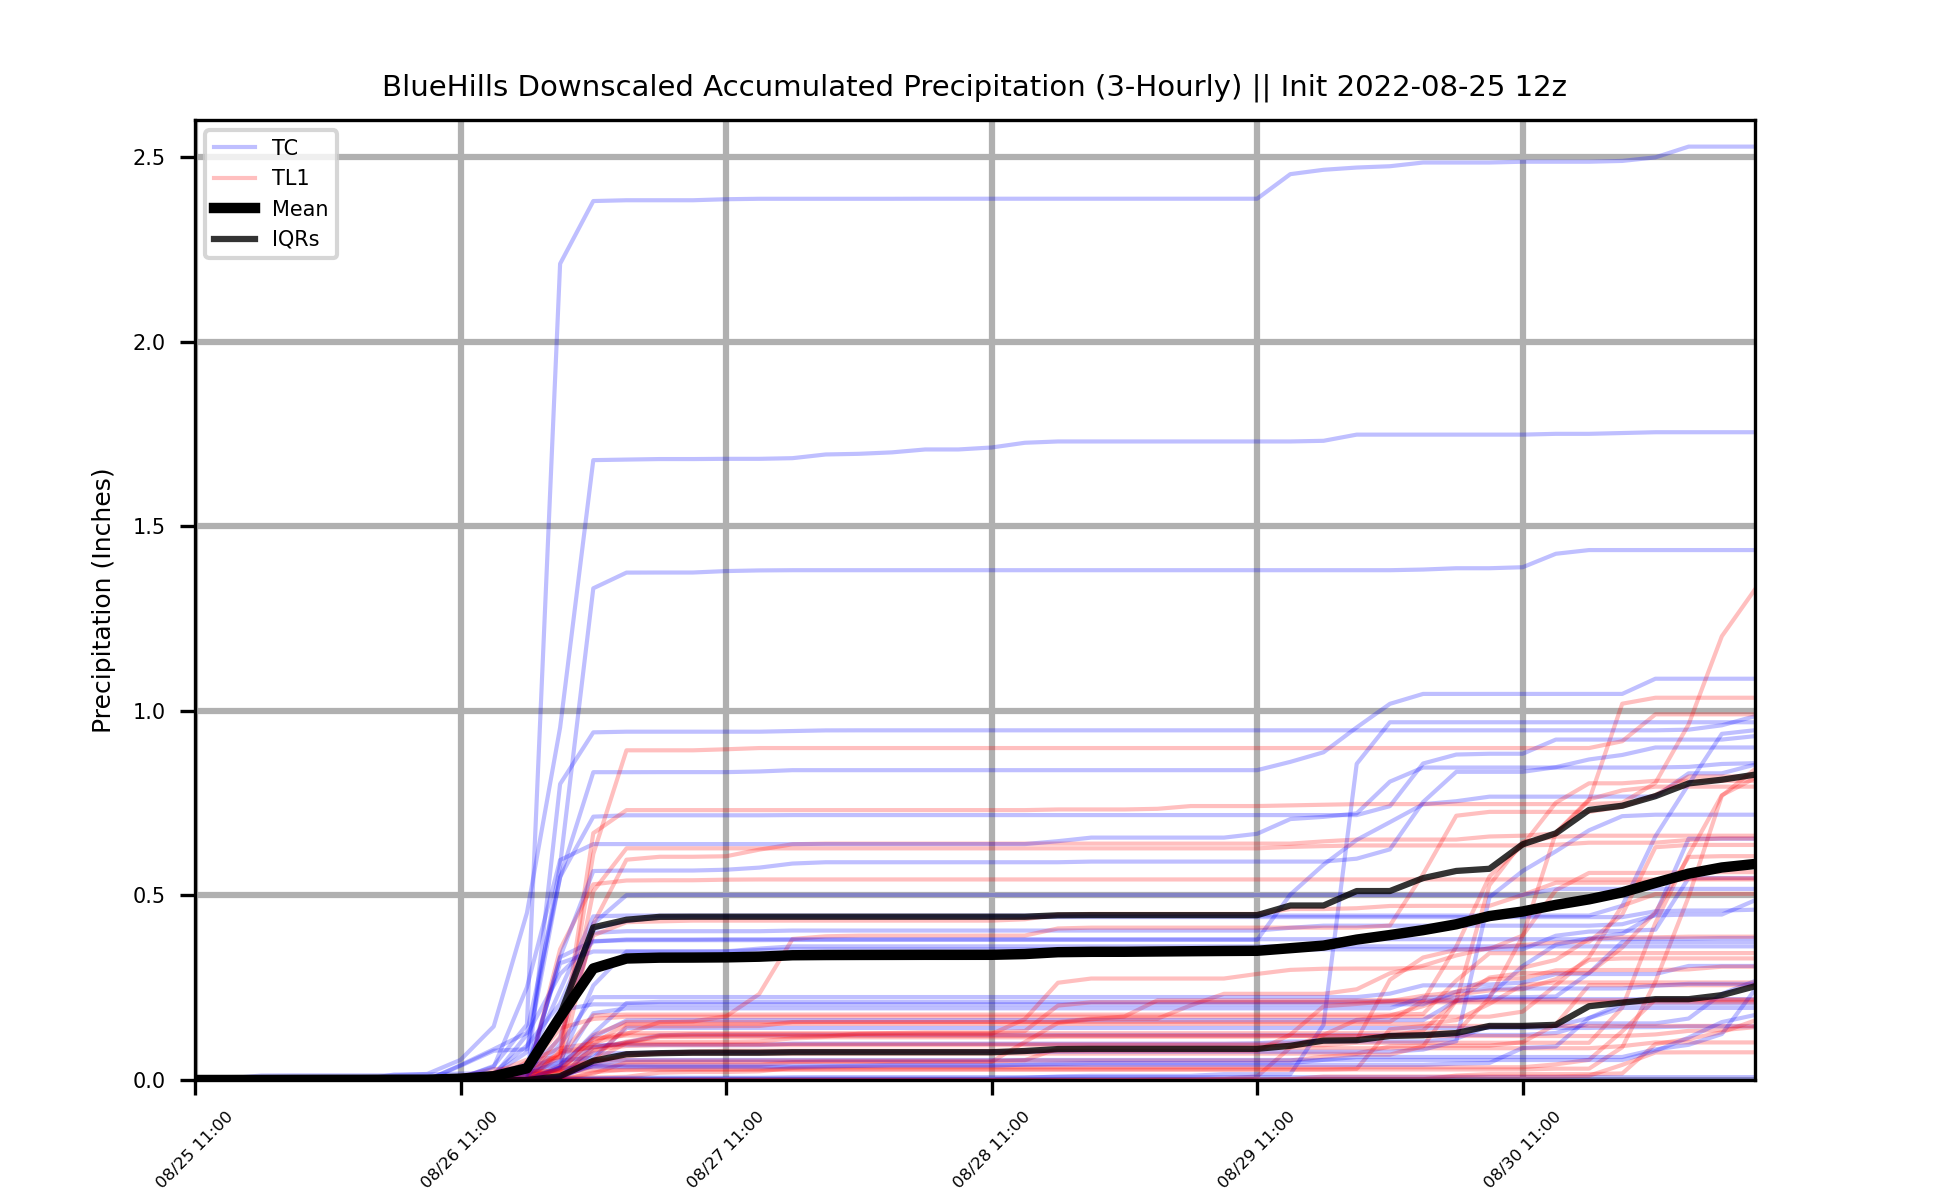 BlueHills Downscaled Accumulated Precipitation (3-Hourly) || Init 2022-08-25 12z
TC
TL1
Mean
IQRs
Precipitation (Inches)
2.5
2.0
1.5
1.0
0.5
0.0
08/25 11:00
08/26 11:00
08/27 11:00
08/28 11:00
08/29 11:00
08/30 11:00